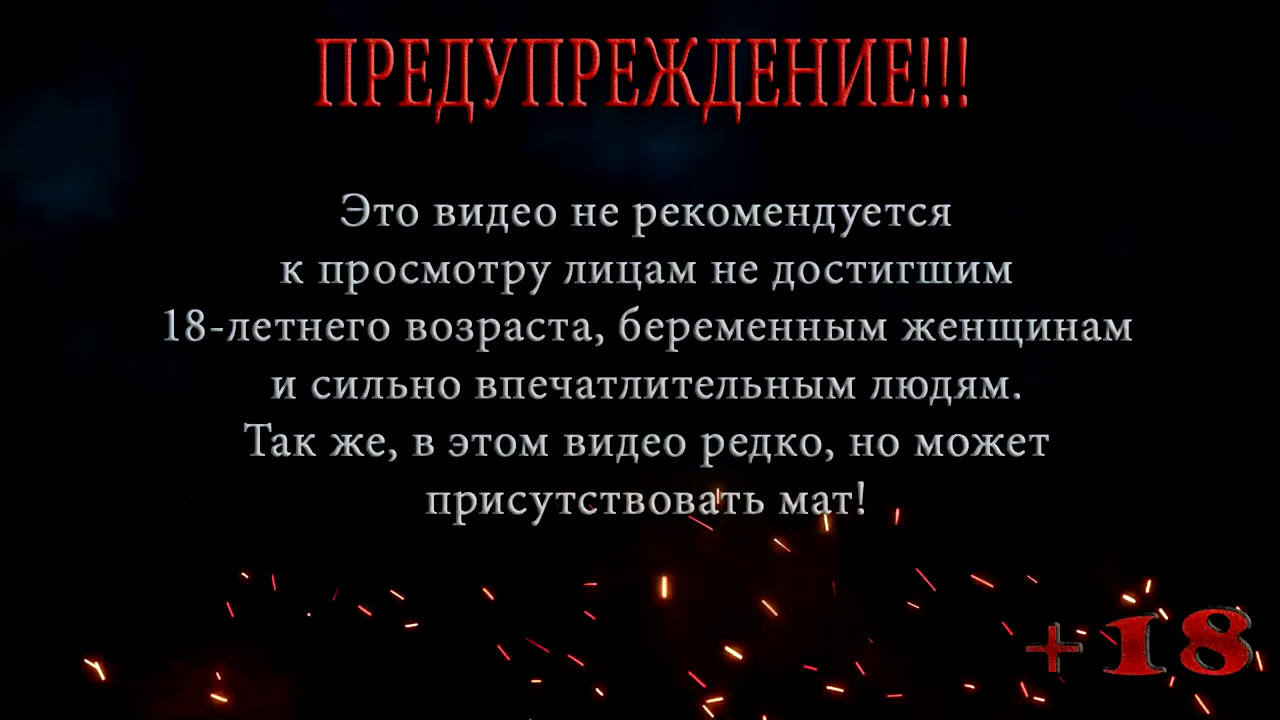 ПРЕДУПРЕЖДЕНИЕ!!!
Это видео не рекомендуется
к просмотру лицам не достигшим
18-летнего возраста, беременным женщинам
и сильно впечатлительным людям.
Так же, в этом видео редко, но может
присутствовать мат!
+18